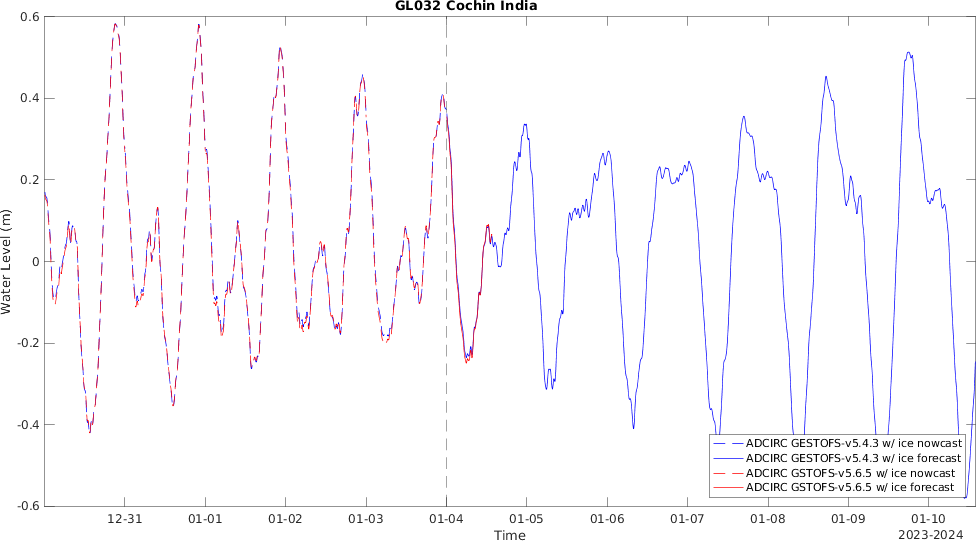 GL032 Cochin India
0.6
0.4
0.2
0
-0.2
-0.4
-0.6
Water Level (m)
ADCIRC GESTOFS-v5.4.3 w/ ice nowcast
ADCIRC GESTOFS-v5.4.3 w/ ice forecast
ADCIRC GSTOFS-v5.6.5 w/ ice nowcast
ADCIRC GSTOFS-v5.6.5 w/ ice forecast
12-31 01-01 01-02 01-03 01-04 01-05 01-06 01-07 01-08 01-09 01-10
Time
2023-2024